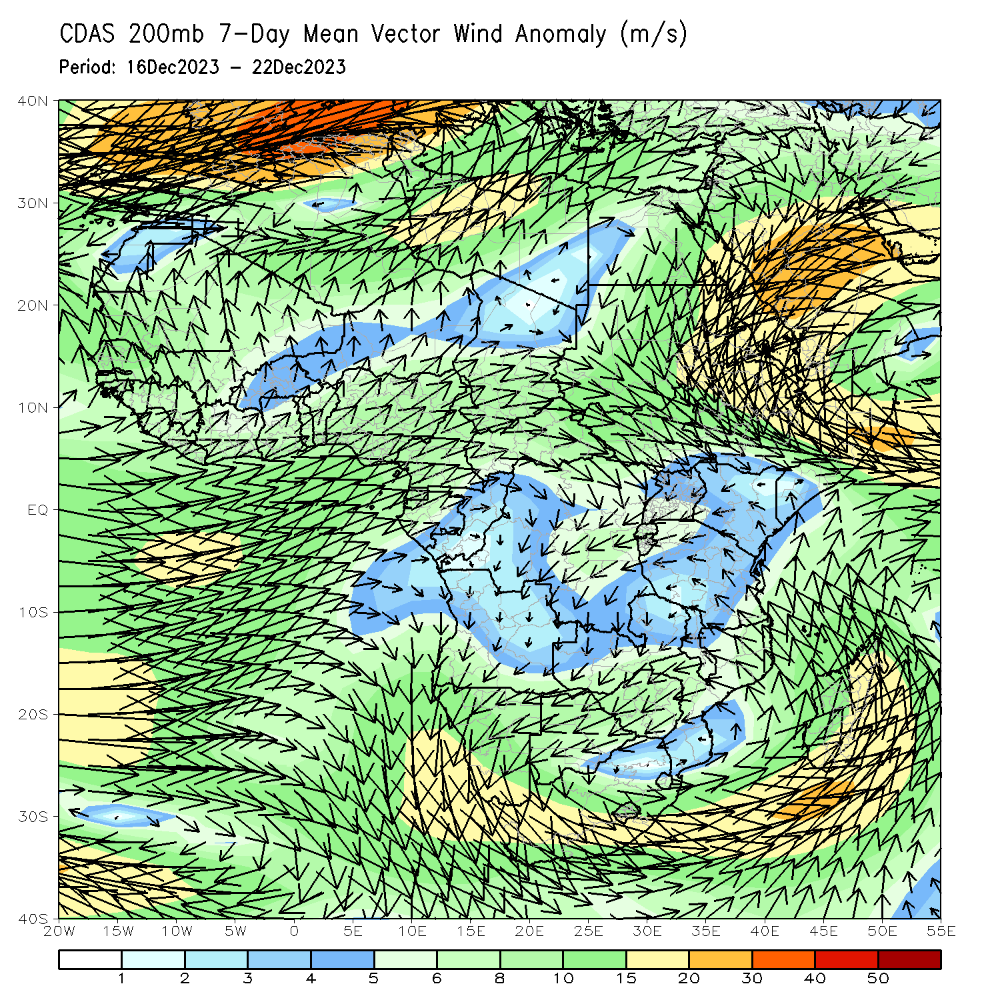 CDAS 200mb 7-Day Mean Vector Wind Anomaly (m/s)
Period: 16Dec2023 - 22Dec2023
40N
30N
20N
10N
EQ
10S
20S
30S
40S
20W 15W 10W 5W 0 5E 10E 15E 20E 25E 30E 35E 40E 45E 50E 55E
1 2 3 4 5 6 8 10 15 20 30 40 50